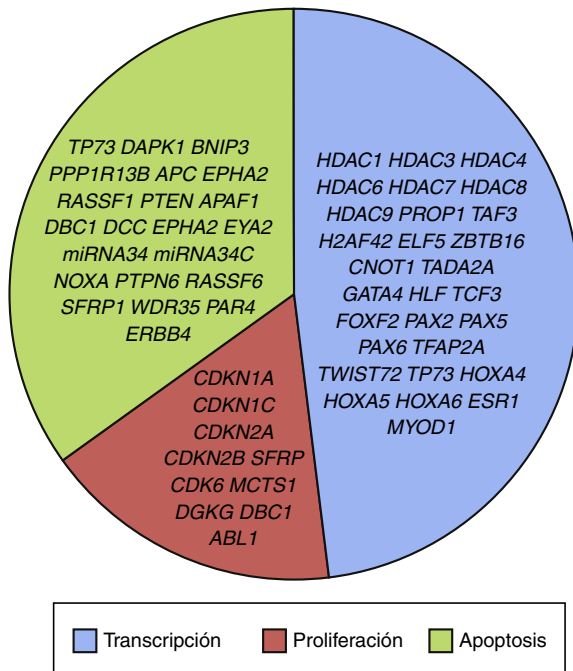 TP73 DAPK1 BNIP3
PPP1R13B APC EPHA2
RASSF1 PTEN APAF1
DBC1 DCC EPHA2 EYA2
miRNA34 miRNA34C
NOXA PTPN6 RASSF6
SFRP1 WDR35 PAR4
ERBB4
HDAC1 HDAC3 HDAC4
HDAC6 HDAC7 HDAC8
HDAC9 PROP1 TAF3
H2AF42 ELF5 ZBTB16
CNOT1 TADA2A
GATA4 HLF TCF3
FOXF2 PAX2 PAX5
PAX6 TFAP2A
TWIST72 TP73 HOXA4
HOXA5 HOXA6 ESR1
MYOD1
CDKN1A
CDKN1C
CDKN2A
CDKN2B SFRP
CDK6 MCTS1
DGKG DBC1
ABL1
Transcripción Proliferación Apoptosis